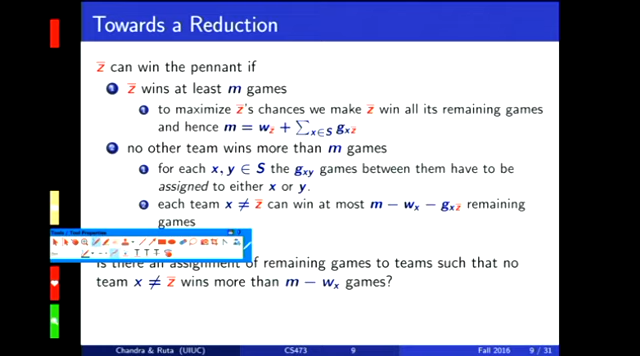 Towards a Reduction
z̅ can win the pennant if
1 z̅ wins at least m games
1 to maximize z̅'s chances we make z̅ win all its remaining games
and hence m = w_z̅ + ∑_{x∈S} g_{xz̅}
2 no other team wins more than m games
1 for each x, y ∈ S the g_{xy} games between them have to be
assigned to either x or y.
2 each team x ≠ z̅ can win at most m − w_x − g_{xz̅} remaining
games
Is there an assignment of remaining games to teams such that no
team x ≠ z̅ wins more than m − w_x games?
Chandra & Ruta (UIUC) CS473 9 Fall 2016 9 / 31